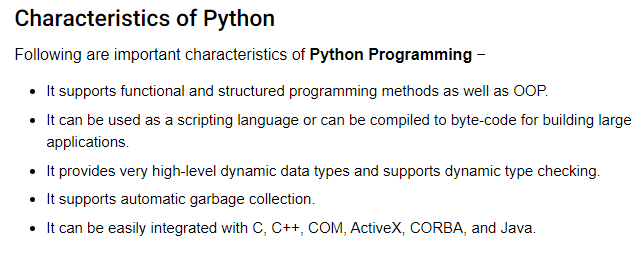 Characteristics of Python
Following are important characteristics of Python Programming −
• It supports functional and structured programming methods as well as OOP.
• It can be used as a scripting language or can be compiled to byte-code for building large
applications.
• It provides very high-level dynamic data types and supports dynamic type checking.
• It supports automatic garbage collection.
• It can be easily integrated with C, C++, COM, ActiveX, CORBA, and Java.